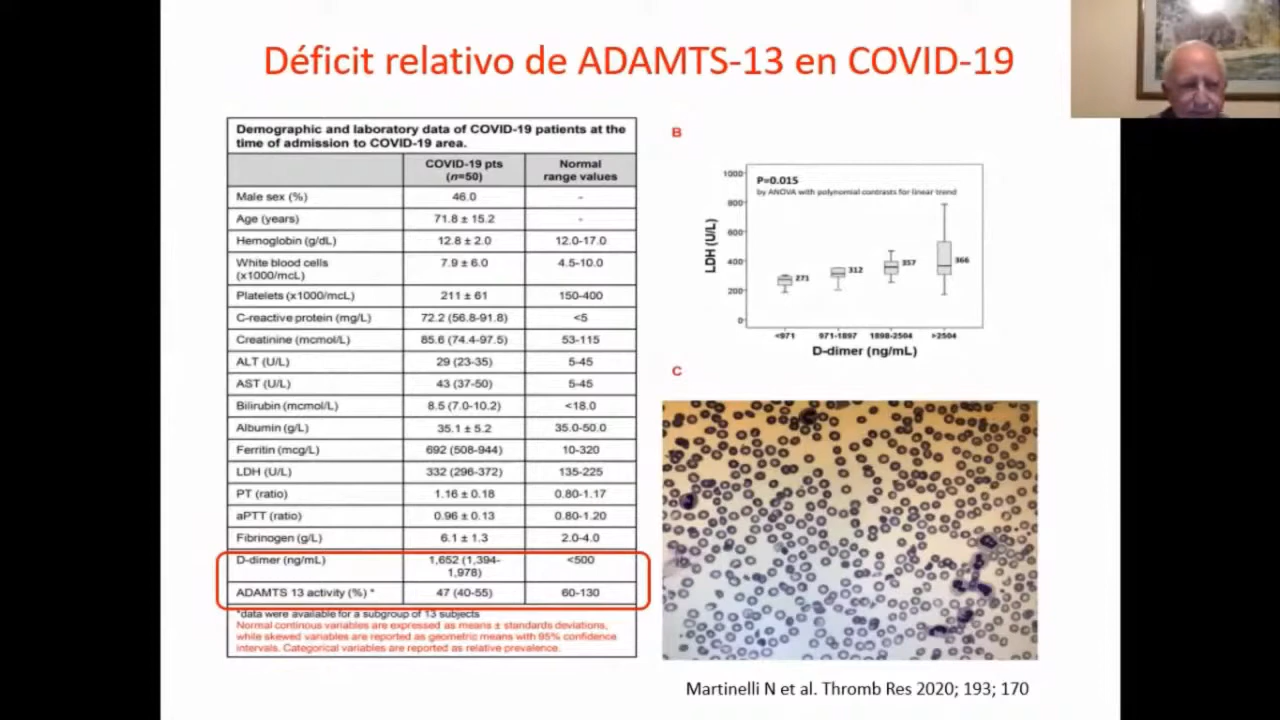 Déficit relativo de ADAMTS-13 en COVID-19
Demographic and laboratory data of COVID-19 patients at the
time of admission to COVID-19 area.
COVID-19 pts
(n=50)
Normal
range values
Male sex (%) 46.0 -
Age (years) 71.8 ± 15.2 -
Hemoglobin (g/dL) 12.8 ± 2.0 12.0-17.0
White blood cells
(x1000/mcL)
7.9 ± 6.0 4.5-10.0
Platelets (x1000/mcL) 211 ± 61 150-400
C-reactive protein (mg/L) 72.2 (56.8-91.8) <5
Creatinine (mcmol/L) 85.6 (74.4-97.5) 53-115
ALT (U/L) 29 (23-35) 5-45
AST (U/L) 43 (37-50) 5-45
Bilirubin (mcmol/L) 8.5 (7.0-10.2) <18.0
Albumin (g/L) 35.1 ± 5.2 35.0-50.0
Ferritin (mcg/L) 692 (508-944) 10-320
LDH (U/L) 332 (296-372) 135-225
PT (ratio) 1.16 ± 0.18 0.80-1.17
aPTT (ratio) 0.96 ± 0.13 0.80-1.20
Fibrinogen (g/L) 6.1 ± 1.3 2.0-4.0
D-dimer (ng/mL) 1,652 (1,394-
1,978)
<500
ADAMTS 13 activity (%) * 47 (40-55) 60-130
*data were available for a subgroup of 13 subjects
Normal continous variables are expressed as means ± standards deviations,
while skewed variables are reported as geometric means with 95% confidence
intervals. Categorical variables are reported as relative prevalence.
B
P=0.015
by ANOVA with polynomial contrasts for linear trend
LDH (U/L)
1000
800
600
400
200
0
271
312
357
366
<971 971-1897 1898-2504 >2504
D-dimer (ng/mL)
C
Martinelli N et al. Thromb Res 2020; 193; 170